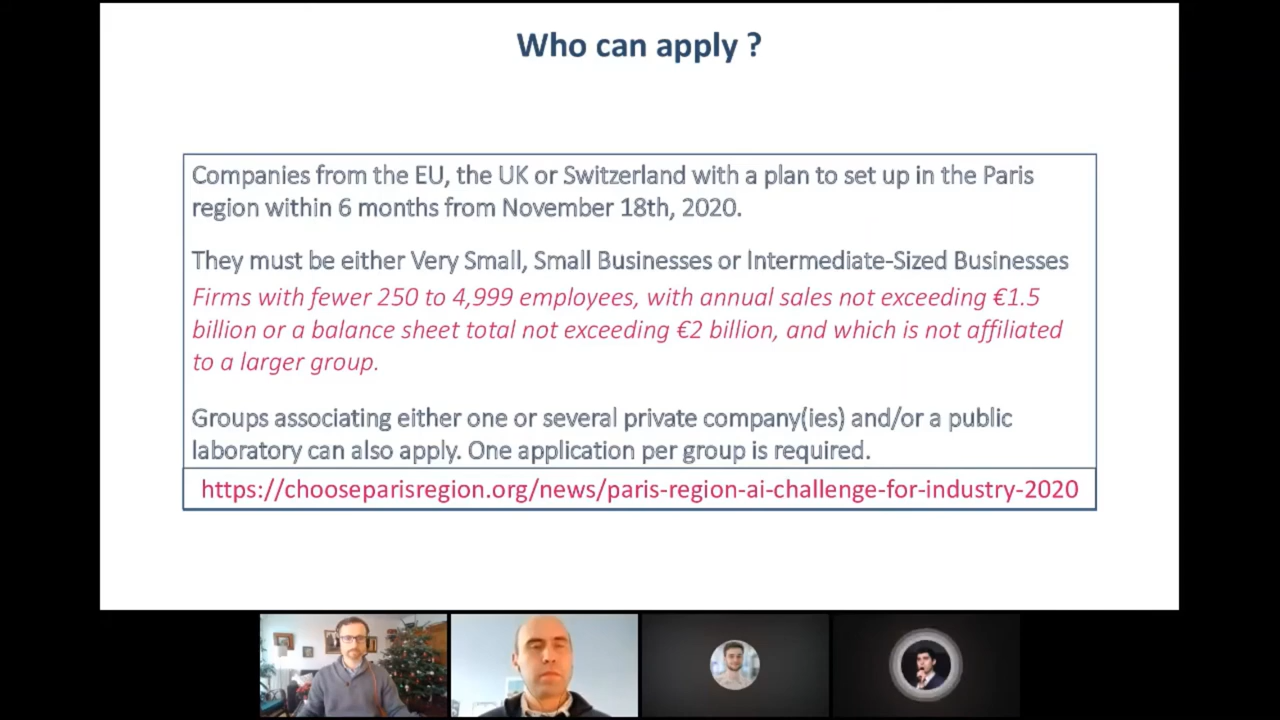 Who can apply ?
Companies from the EU, the UK or Switzerland with a plan to set up in the Paris
region within 6 months from November 18th, 2020.
They must be either Very Small, Small Businesses or Intermediate-Sized Businesses
Firms with fewer 250 to 4,999 employees, with annual sales not exceeding €1.5
billion or a balance sheet total not exceeding €2 billion, and which is not affiliated
to a larger group.
Groups associating either one or several private company(ies) and/or a public
laboratory can also apply. One application per group is required.
https://chooseparisregion.org/news/paris-region-ai-challenge-for-industry-2020